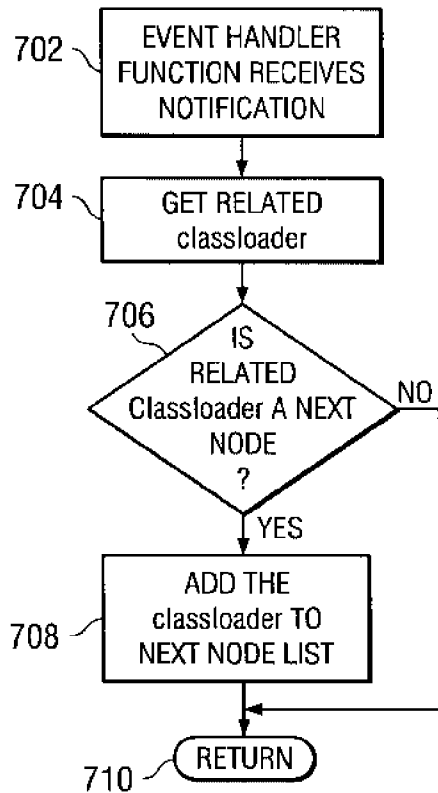 702
EVENT HANDLER
FUNCTION RECEIVES
NOTIFICATION
704
GET RELATED
classloader
706
IS
RELATED
Classloader A NEXT
NODE
?
NO
YES
708
ADD THE
classloader TO
NEXT NODE LIST
710
RETURN